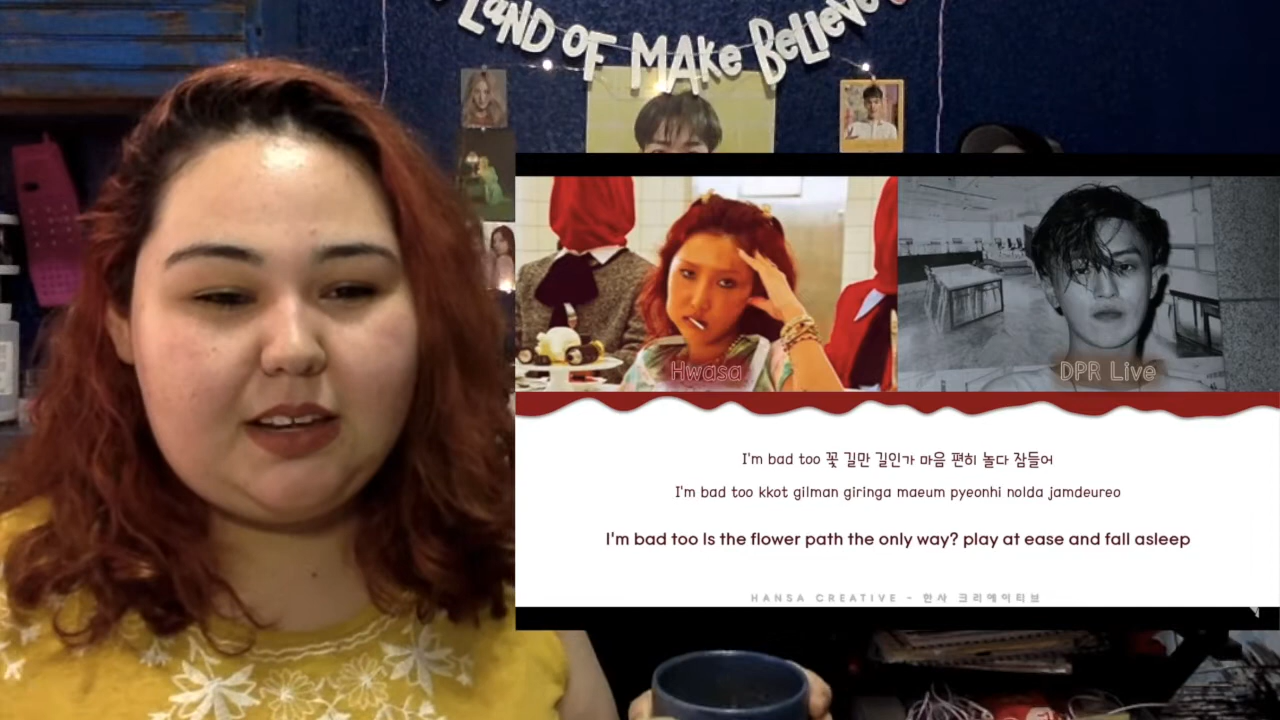 LAND OF MAKE BELIEVE
Hwasa
DPR Live
I'm bad too 꽃 길만 길인가 마음 편히 놀다 잠들어
I'm bad too kkot gilman giringa maeum pyeonhi nolda jamdeureo
I'm bad too Is the flower path the only way? play at ease and fall asleep
HANSA CREATIVE - 한사 크리에이티브